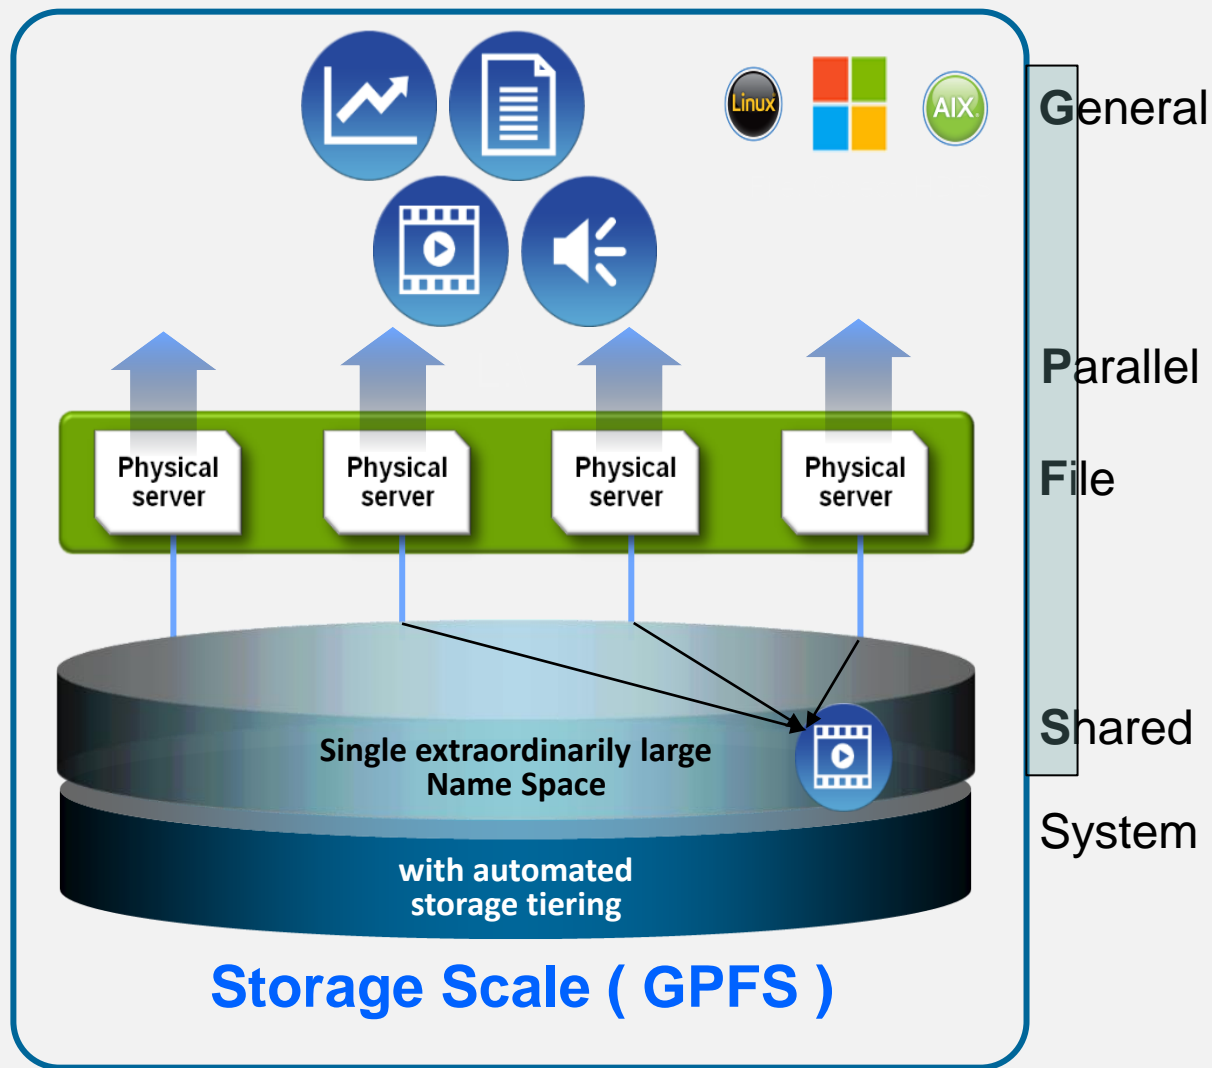 Linux
AIX
General
Parallel
Physical
server
Physical
server
Physical
server
Physical
server
File
Single extraordinarily large
Name Space
Shared
System
with automated
storage tiering
Storage Scale ( GPFS )